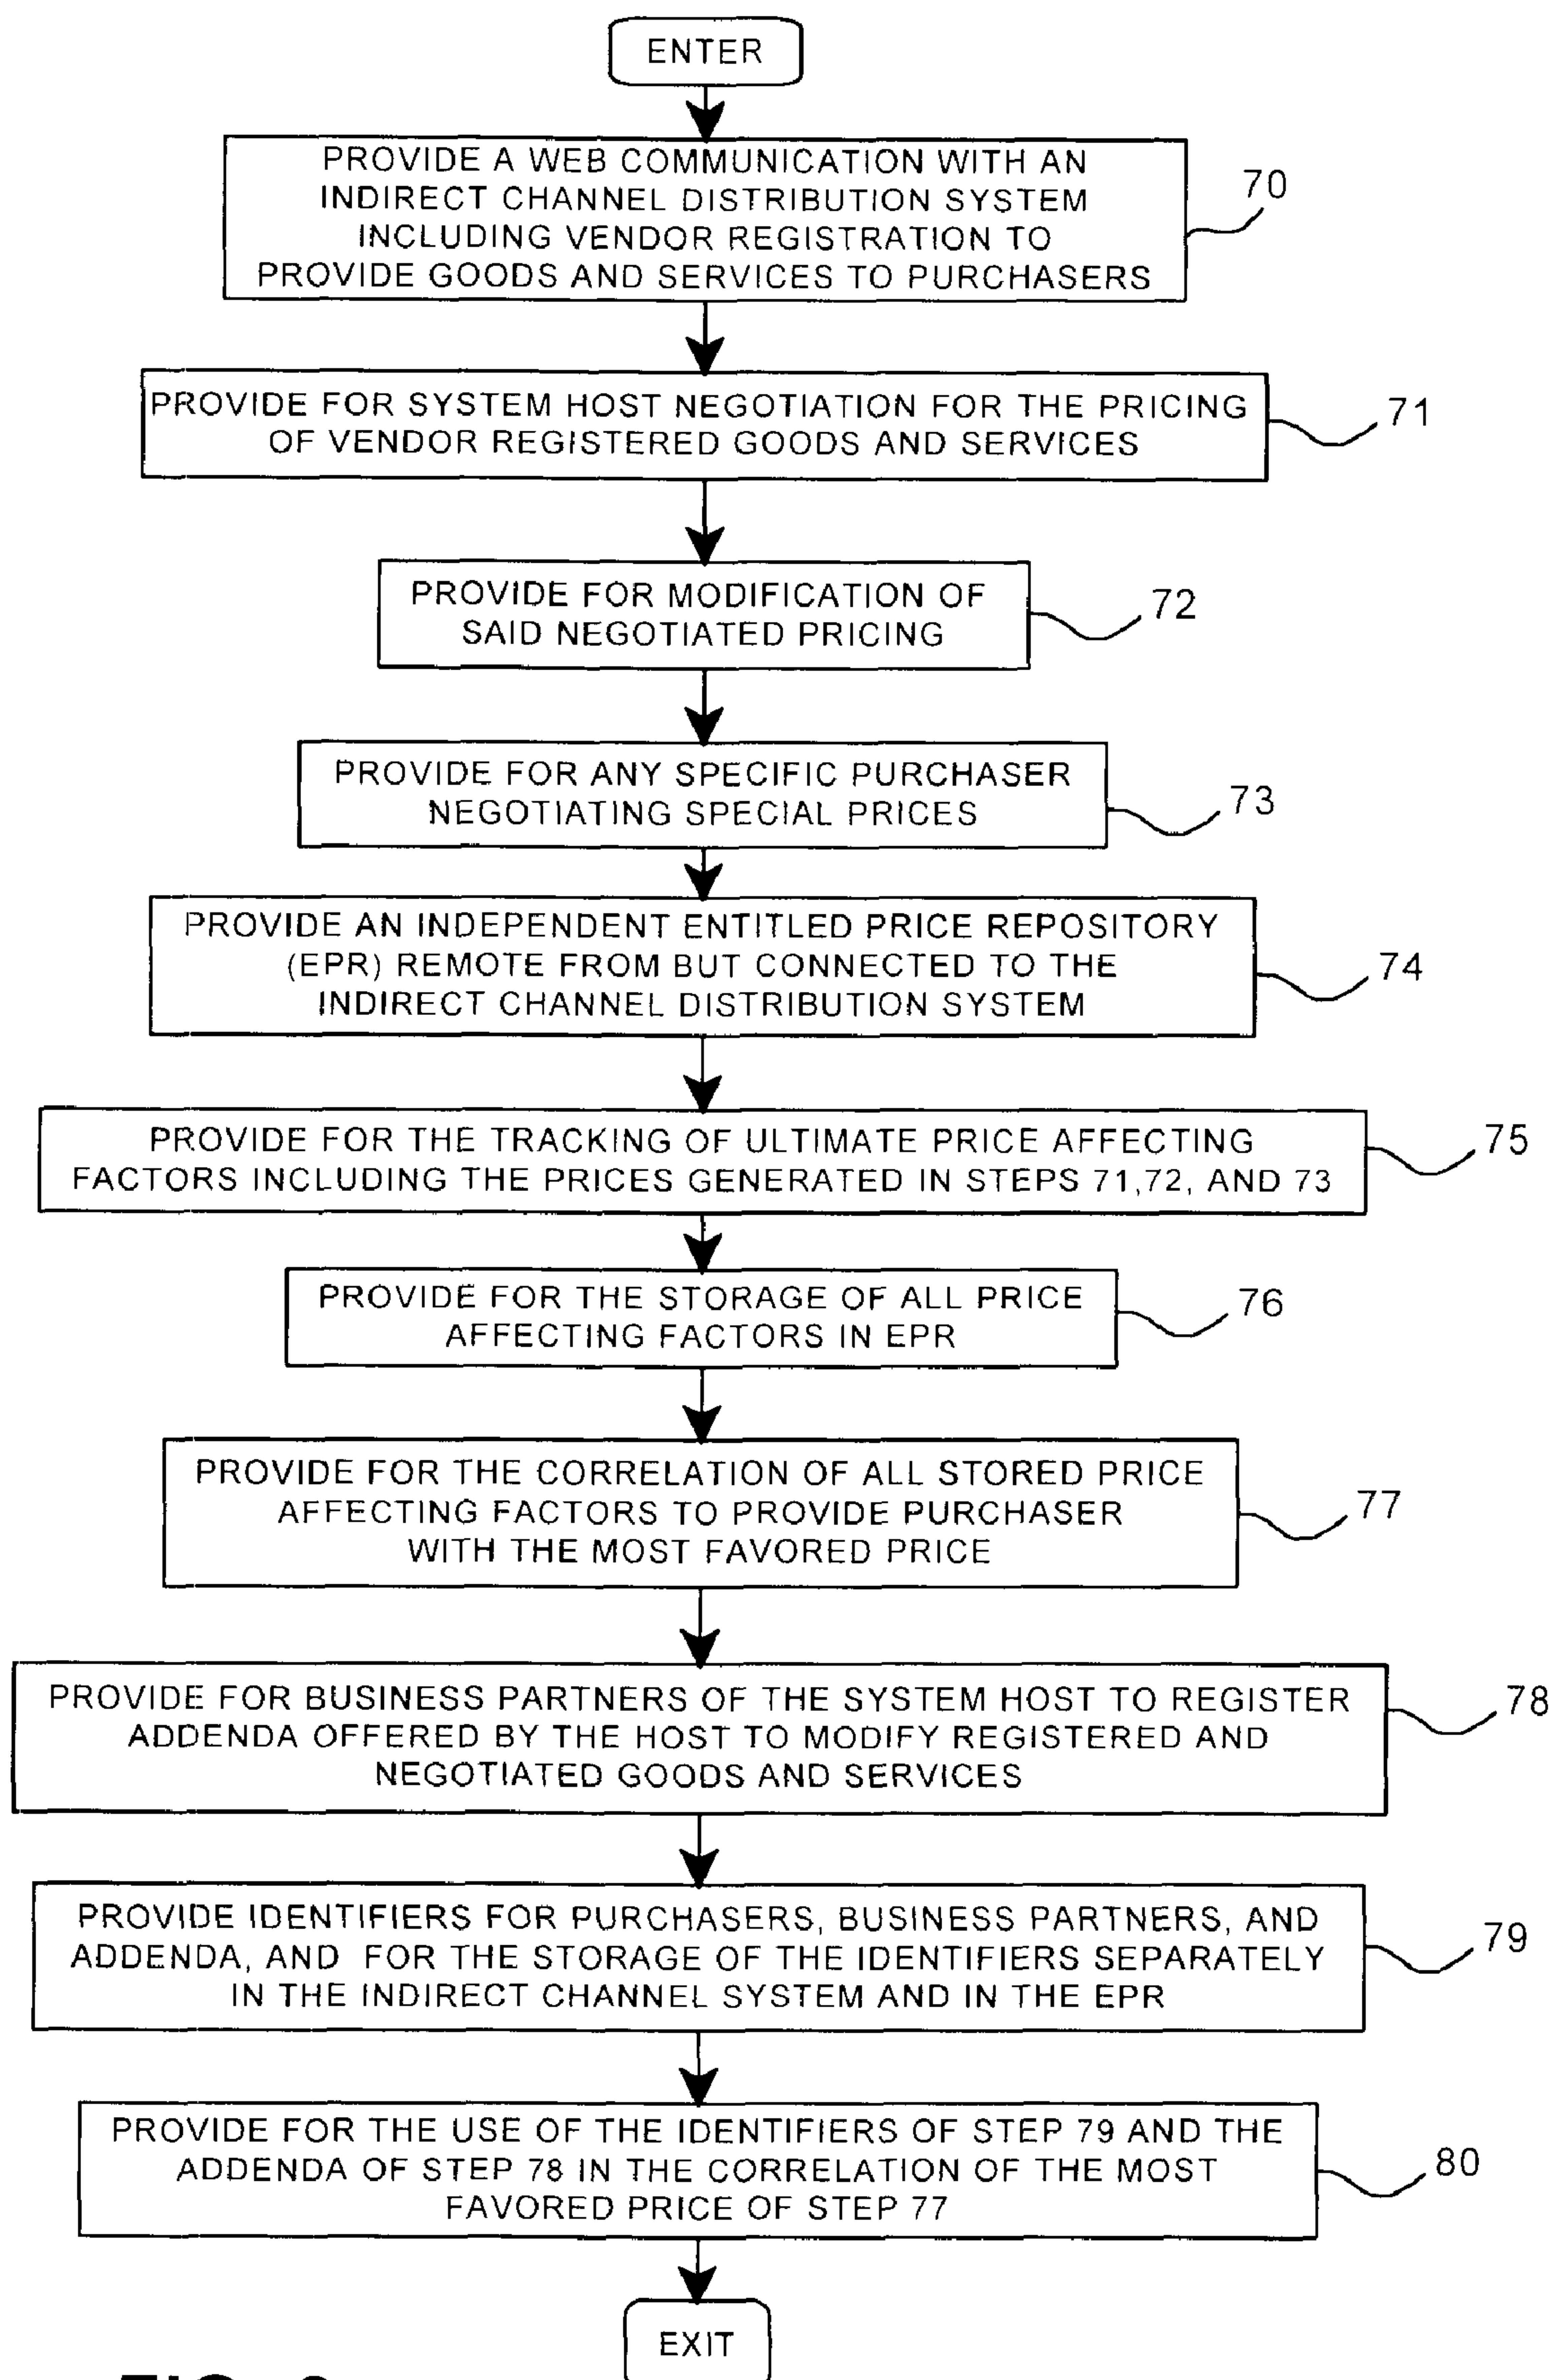 ENTER
PROVIDE A WEB COMMUNICATION WITH AN
INDIRECT CHANNEL DISTRIBUTION SYSTEM
INCLUDING VENDOR REGISTRATION TO
PROVIDE GOODS AND SERVICES TO PURCHASERS
70
PROVIDE FOR SYSTEM HOST NEGOTIATION FOR THE PRICING
OF VENDOR REGISTERED GOODS AND SERVICES
71
PROVIDE FOR MODIFICATION OF
SAID NEGOTIATED PRICING
72
PROVIDE FOR ANY SPECIFIC PURCHASER
NEGOTIATING SPECIAL PRICES
73
PROVIDE AN INDEPENDENT ENTITLED PRICE REPOSITORY
(EPR) REMOTE FROM BUT CONNECTED TO THE
INDIRECT CHANNEL DISTRIBUTION SYSTEM
74
PROVIDE FOR THE TRACKING OF ULTIMATE PRICE AFFECTING
FACTORS INCLUDING THE PRICES GENERATED IN STEPS 71,72, AND 73
75
PROVIDE FOR THE STORAGE OF ALL PRICE
AFFECTING FACTORS IN EPR
76
PROVIDE FOR THE CORRELATION OF ALL STORED PRICE
AFFECTING FACTORS TO PROVIDE PURCHASER
WITH THE MOST FAVORED PRICE
77
PROVIDE FOR BUSINESS PARTNERS OF THE SYSTEM HOST TO REGISTER
ADDENDA OFFERED BY THE HOST TO MODIFY REGISTERED AND
NEGOTIATED GOODS AND SERVICES
78
PROVIDE IDENTIFIERS FOR PURCHASERS, BUSINESS PARTNERS, AND
ADDENDA, AND FOR THE STORAGE OF THE IDENTIFIERS SEPARATELY
IN THE INDIRECT CHANNEL SYSTEM AND IN THE EPR
79
PROVIDE FOR THE USE OF THE IDENTIFIERS OF STEP 79 AND THE
ADDENDA OF STEP 78 IN THE CORRELATION OF THE MOST
FAVORED PRICE OF STEP 77
80
EXIT